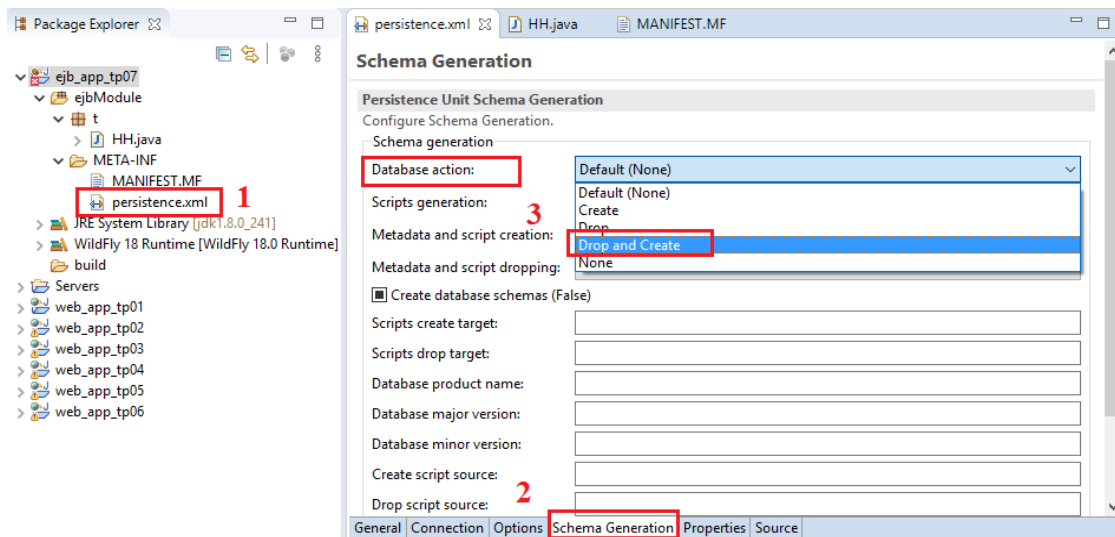 Package Explorer
ejb_app_tp07
ejbModule
t
HH.java
META-INF
MANIFEST.MF
persistence.xml
1
JRE System Library [jdk1.8.0_241]
WildFly 18 Runtime [WildFly 18.0 Runtime]
build
Servers
web_app_tp01
web_app_tp02
web_app_tp03
web_app_tp04
web_app_tp05
web_app_tp06
persistence.xml
HH.java
MANIFEST.MF
Schema Generation
Persistence Unit Schema Generation
Configure Schema Generation.
Schema generation
Database action:
Default (None)
Default (None)
Scripts generation:
Create
3
Drop
Metadata and script creation:
Drop and Create
None
Metadata and script dropping:
Create database schemas (False)
Scripts create target:
Scripts drop target:
Database product name:
Database major version:
Database minor version:
Create script source:
Drop script source:
2
General
Connection
Options
Schema Generation
Properties
Source